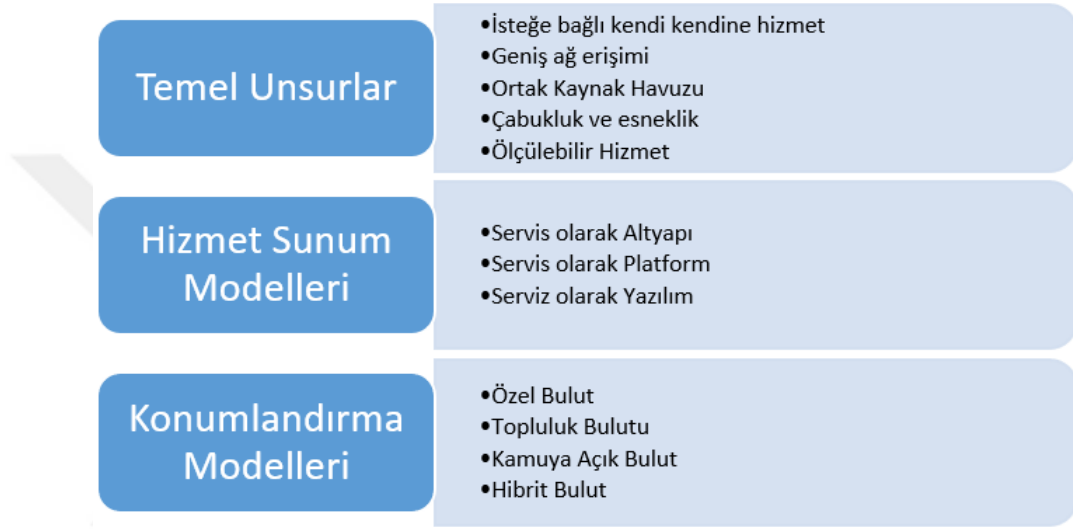 Temel Unsurlar
•İsteğe bağlı kendi kendine hizmet
•Geniş ağ erişimi
•Ortak Kaynak Havuzu
•Çabukluk ve esneklik
•Ölçülebilir Hizmet
Hizmet Sunum
Modelleri
•Servis olarak Altyapı
•Servis olarak Platform
•Serviz olarak Yazılım
Konumlandırma
Modelleri
•Özel Bulut
•Topluluk Bulutu
•Kamuya Açık Bulut
•Hibrit Bulut